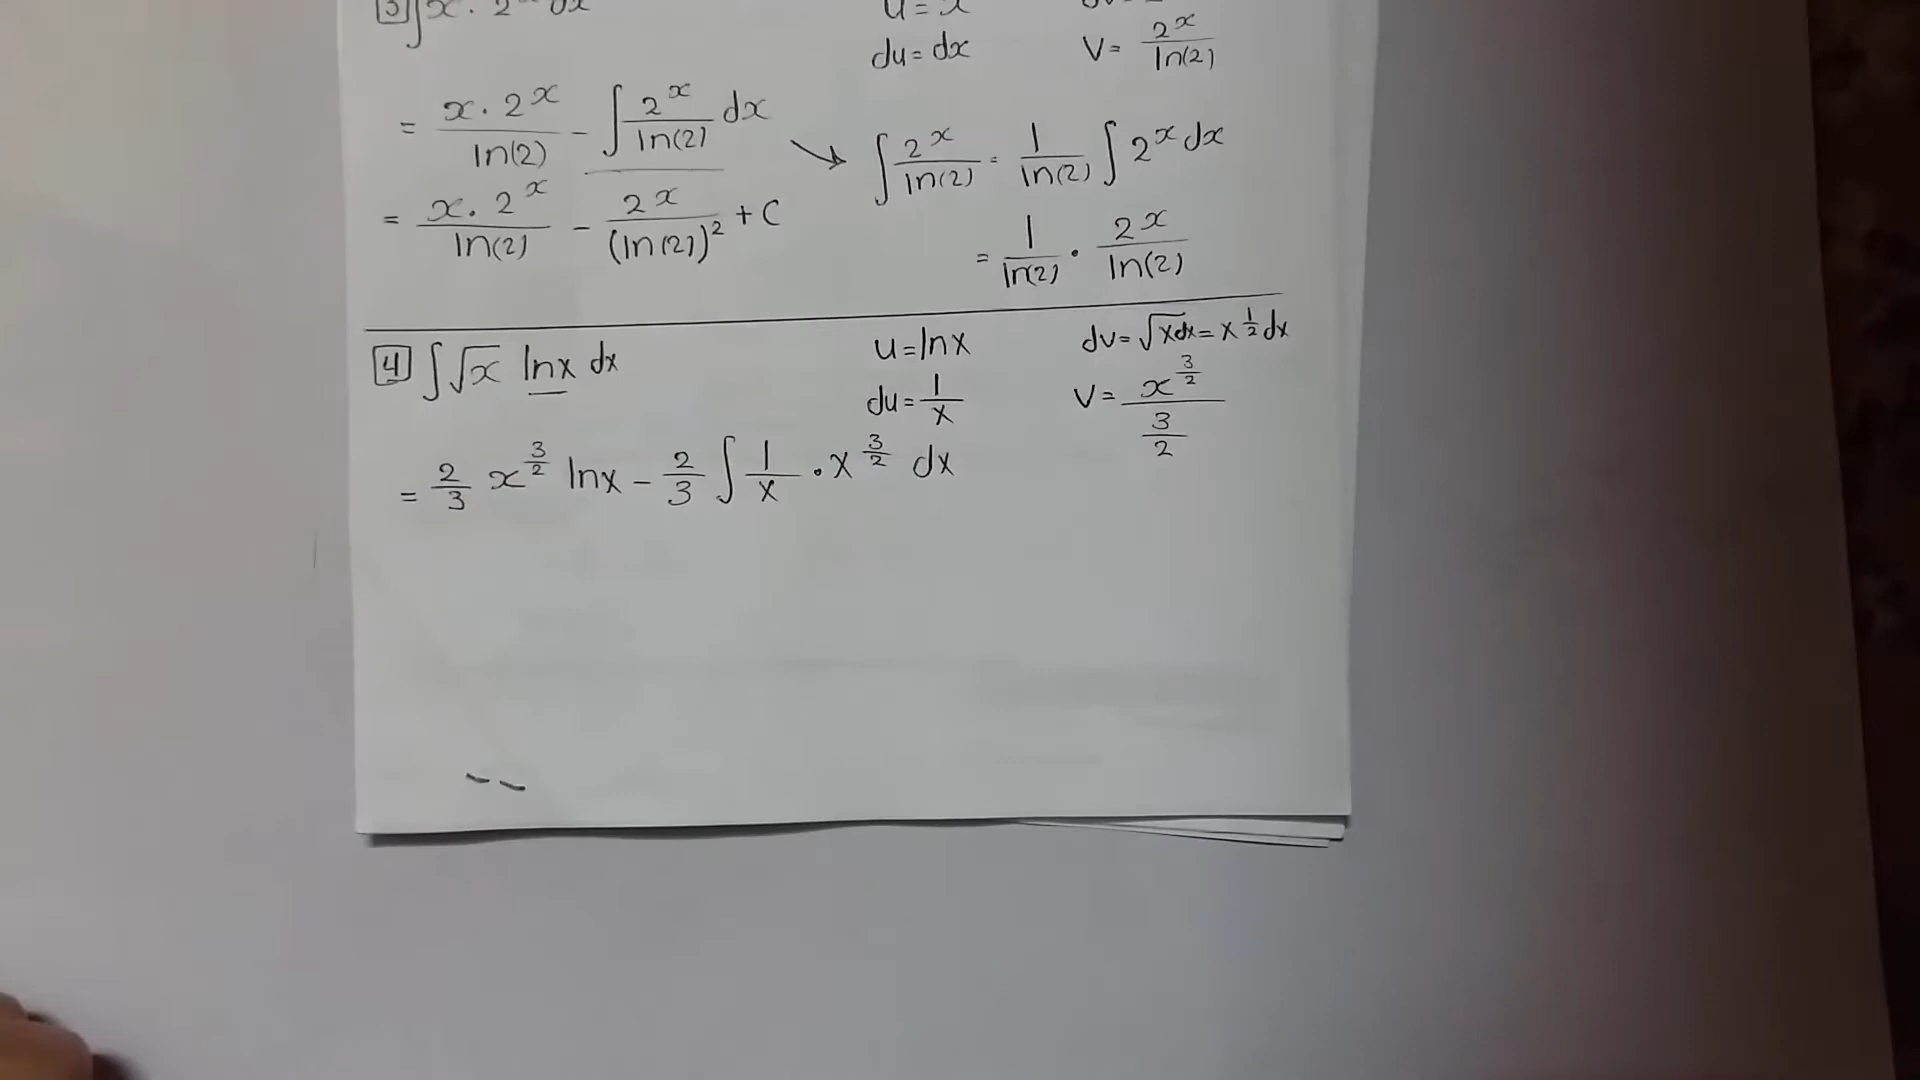 3 ∫ x · 2^x dx
u = x
du = dx V = 2^x/ln(2)
= x · 2^x/ln(2) - ∫ 2^x/ln(2) dx
↘ ∫ 2^x/ln(2) = 1/ln(2) ∫ 2^x dx
= x · 2^x/ln(2) - 2^x/(ln(2))^2 + C
= 1/ln(2) · 2^x/ln(2)
4 ∫ √x lnx dx
u = lnx dv = √x dx = x^(1/2) dx
du = 1/x V = x^(3/2)/(3/2)
= 2/3 x^(3/2) lnx - 2/3 ∫ 1/x · x^(3/2) dx